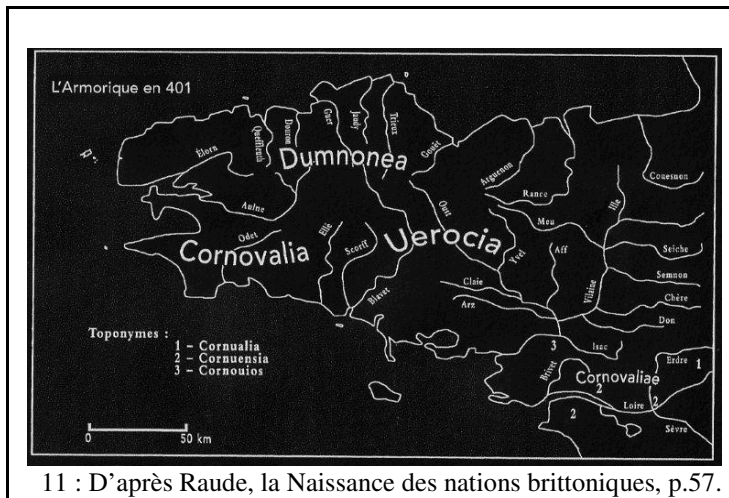 L'Armorique en 401
Queffleuth
Douron
Guer
Jaudy
Trieux
Gouët
Élorn
Dumnonea
Arguenon
Rance
Couesnon
Aulne
Oust
Meu
Ille
Odet
Ellé
Scorff
Cornovalia
Uerocia
Yvel
Aff
Seiche
Semnon
Vilaine
Claie
Arz
Blavet
Chère
Don
Toponymes :
1 – Cornualia
2 – Cornuensia
3 – Cornouios
3
Isac
Brivet
Erdre
1
Cornovaliae
2
Loire
2
2
Sèvre
0
50 km
11 : D'après Raude, la Naissance des nations brittoniques, p.57.